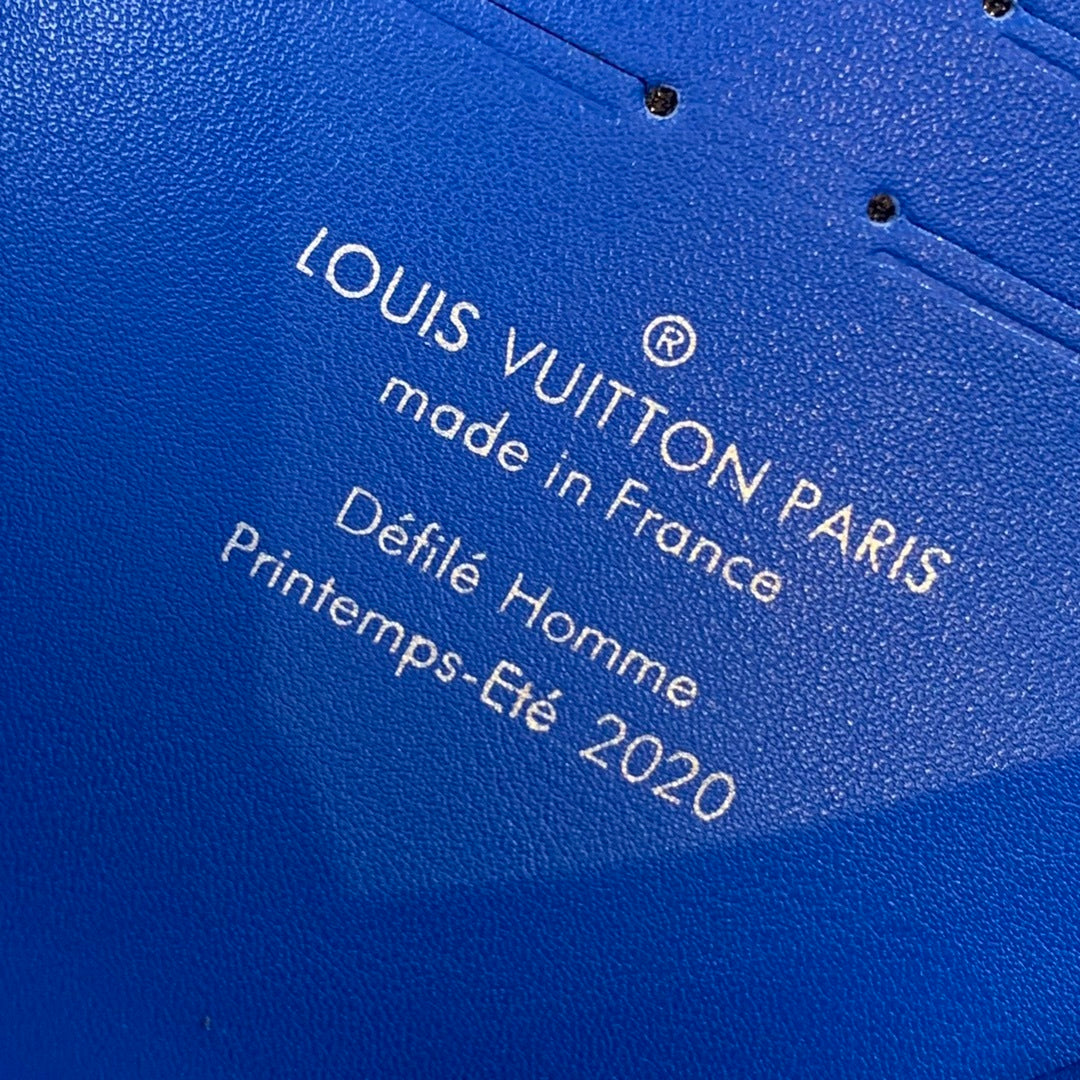 ®
LOUIS VUITTON PARIS
made in France
Défilé Homme
Printemps-Eté 2020